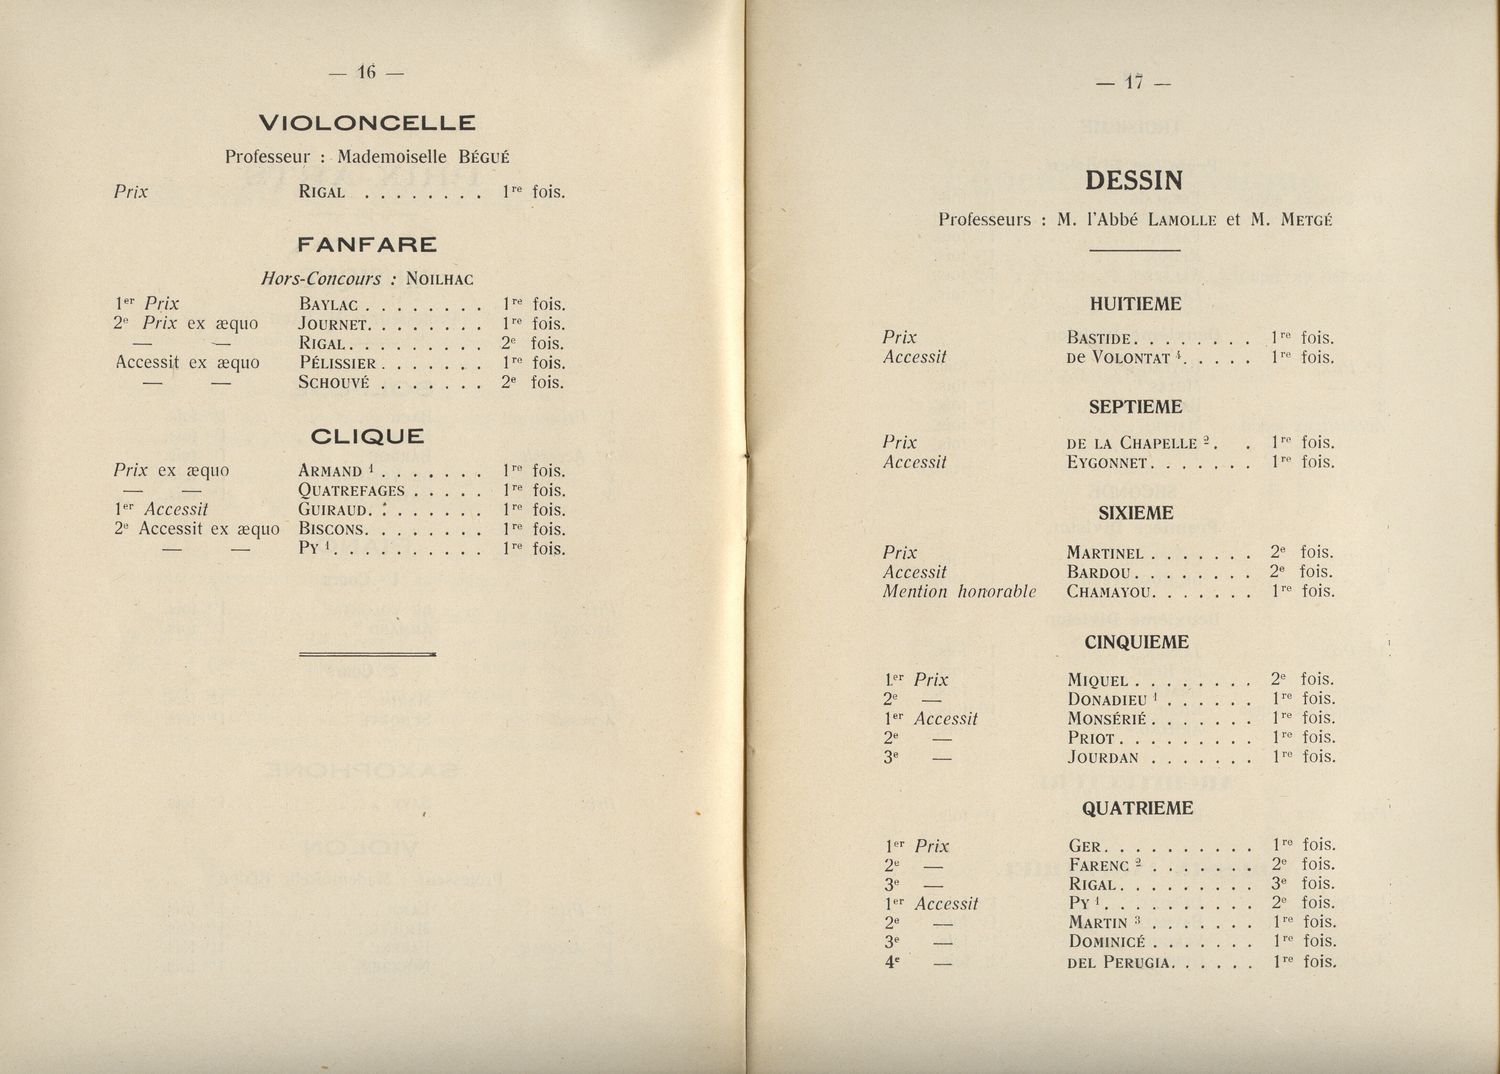 — 16 —
VIOLONCELLE
Professeur : Mademoiselle BÉGUÉ
Prix RIGAL . . . . . . . . 1re fois.
FANFARE
Hors-Concours : NOILHAC
1er Prix BAYLAC . . . . . . . . 1re fois.
2e Prix ex æquo JOURNET. . . . . . . . 1re fois.
— — RIGAL. . . . . . . . . 2e fois.
Accessit ex æquo PÉLISSIER . . . . . . . 1re fois.
— — SCHOUVÉ . . . . . . . 2e fois.
CLIQUE
Prix ex æquo ARMAND 1 . . . . . . . 1re fois.
— — QUATREFAGES . . . . . 1re fois.
1er Accessit GUIRAUD. . . . . . . . 1re fois.
2e Accessit ex æquo BISCONS. . . . . . . . 1re fois.
— — PY 1. . . . . . . . . . 1re fois.
— 17 —
DESSIN
Professeurs : M. l'Abbé LAMOLLE et M. METGÉ
HUITIEME
Prix BASTIDE. . . . . . . . 1re fois.
Accessit de VOLONTAT 4. . . . . 1re fois.
SEPTIEME
Prix DE LA CHAPELLE 2. . 1re fois.
Accessit EYGONNET. . . . . . . 1re fois.
SIXIEME
Prix MARTINEL . . . . . . . 2e fois.
Accessit BARDOU. . . . . . . . 2e fois.
Mention honorable CHAMAYOU. . . . . . . 1re fois.
CINQUIEME
1er Prix MIQUEL . . . . . . . . 2e fois.
2e — DONADIEU 1 . . . . . . 1re fois.
1er Accessit MONSÉRIÉ . . . . . . . 1re fois.
2e — PRIOT . . . . . . . . . 1re fois.
3e — JOURDAN . . . . . . . 1re fois.
QUATRIEME
1er Prix GER. . . . . . . . . . 1re fois.
2e — FARENC 2 . . . . . . . 2e fois.
3e — RIGAL. . . . . . . . . 3e fois.
1er Accessit PY 1. . . . . . . . . . 2e fois.
2e — MARTIN 3 . . . . . . . 1re fois.
3e — DOMINICÉ . . . . . . . 1re fois.
4e — DEL PERUGIA. . . . . . 1re fois.